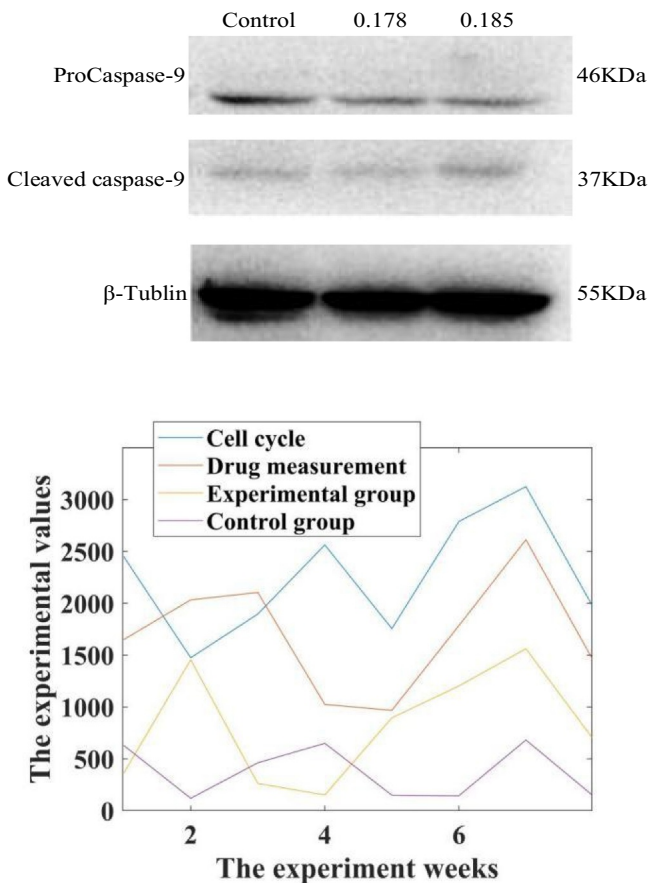 Control 0.178 0.185
ProCaspase-9 46KDa
Cleaved caspase-9 37KDa
β-Tublin 55KDa
Cell cycle
Drug measurement
Experimental group
Control group
The experimental values
3000
2500
2000
1500
1000
500
0
2 4 6
The experiment weeks